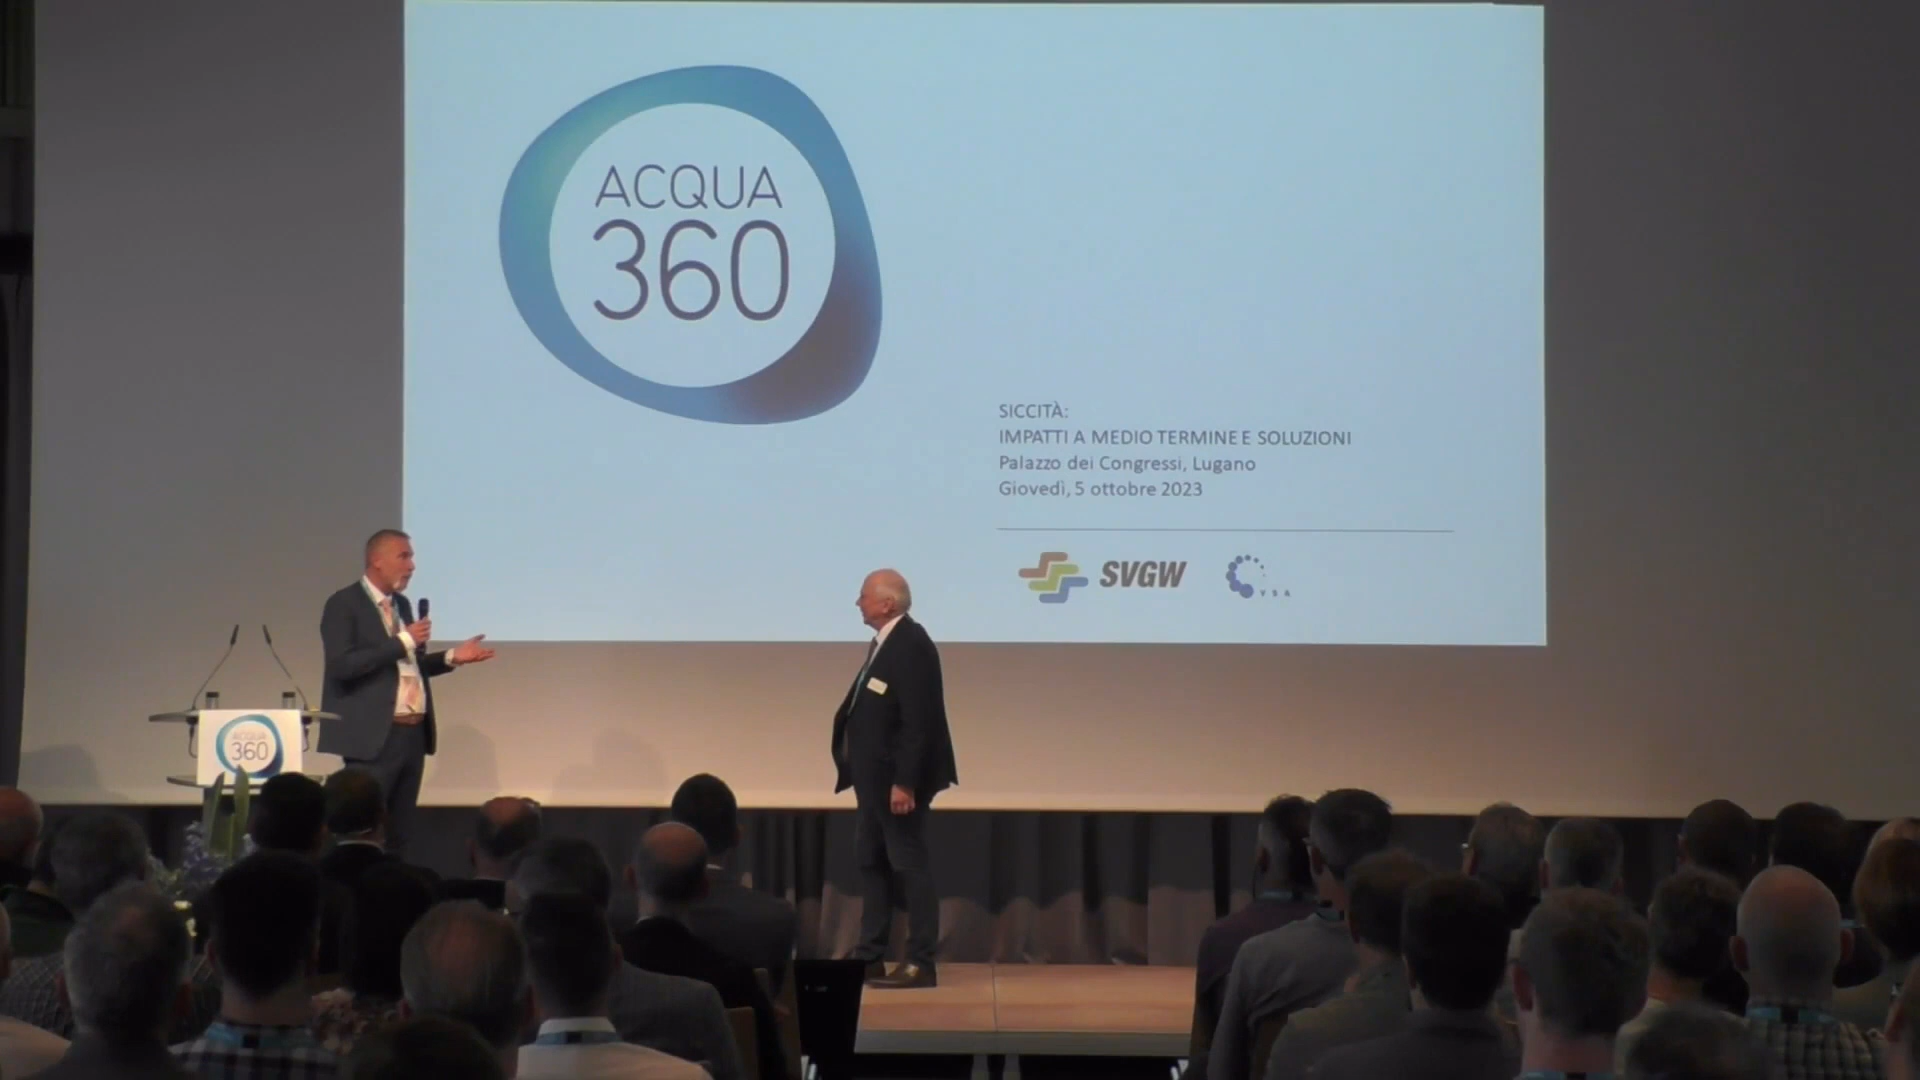 ACQUA
360
SICCITÀ:
IMPATTI A MEDIO TERMINE E SOLUZIONI
Palazzo dei Congressi, Lugano
Giovedì, 5 ottobre 2023
SVGW
VSA
ACQUA
360